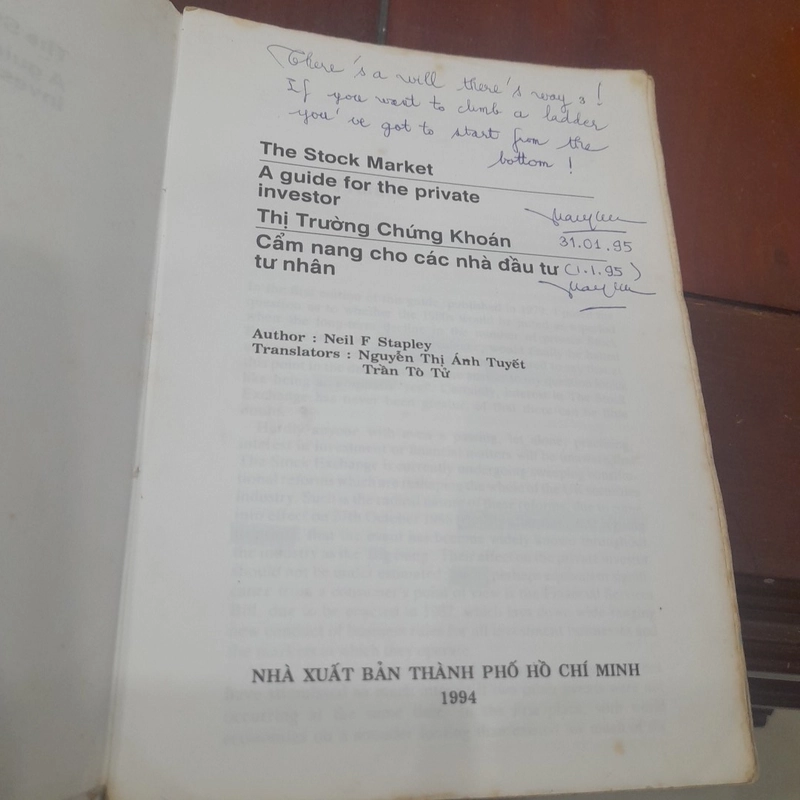 There's a will there's ways!
If you want to climb a ladder
you've got to start from the
bottom!
The Stock Market
A guide for the private
investor
Thị Trường Chứng Khoán
31.01.95
Cẩm nang cho các nhà đầu tư (1.1.95)
tư nhân
Author : Neil F Stapley
Translators : Nguyễn Thị Ánh Tuyết
Trần Tò Tử
NHÀ XUẤT BẢN THÀNH PHỐ HỒ CHÍ MINH
1994